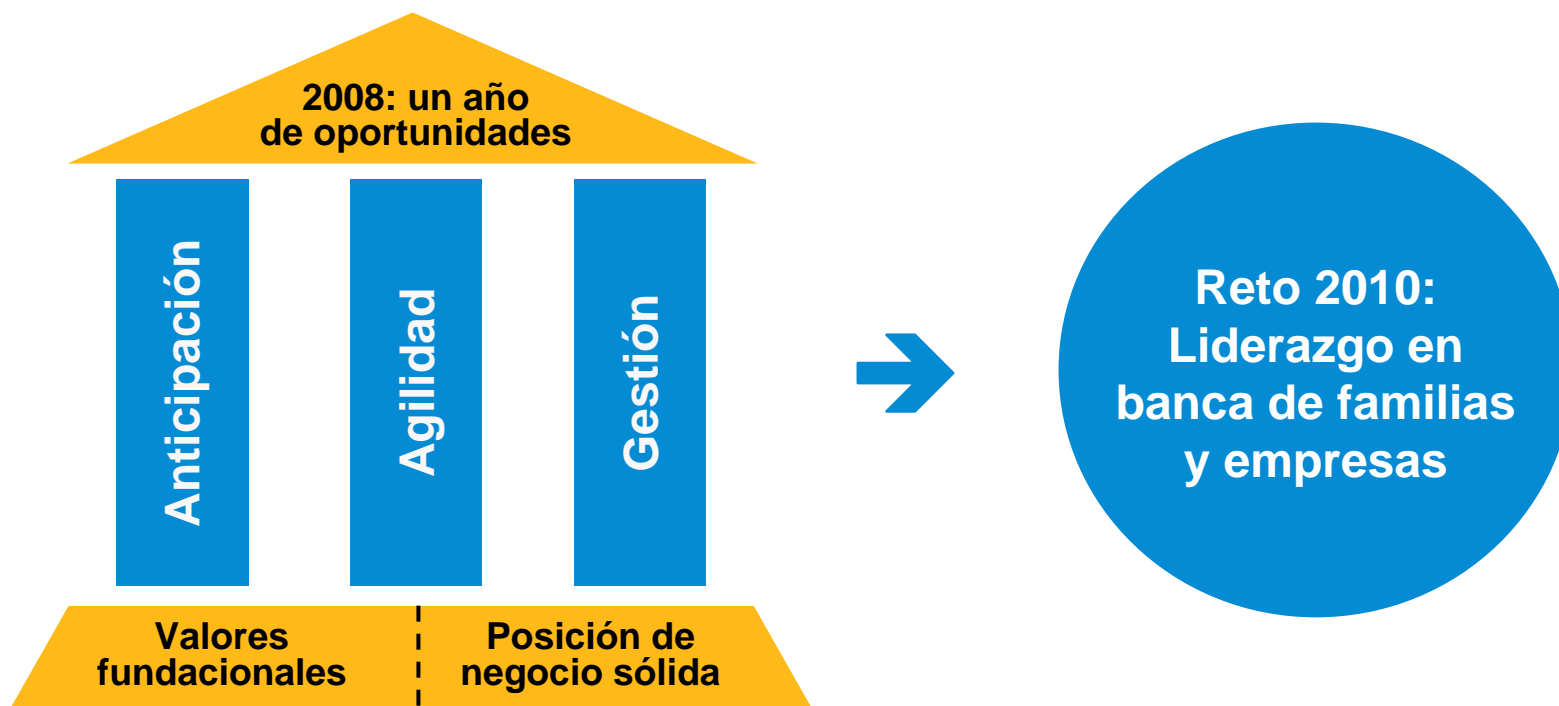 2008: un año
de oportunidades
Anticipación
Agilidad
Gestión
Valores
fundacionales
Posición de
negocio sólida
Reto 2010:
Liderazgo en
banca de familias
y empresas